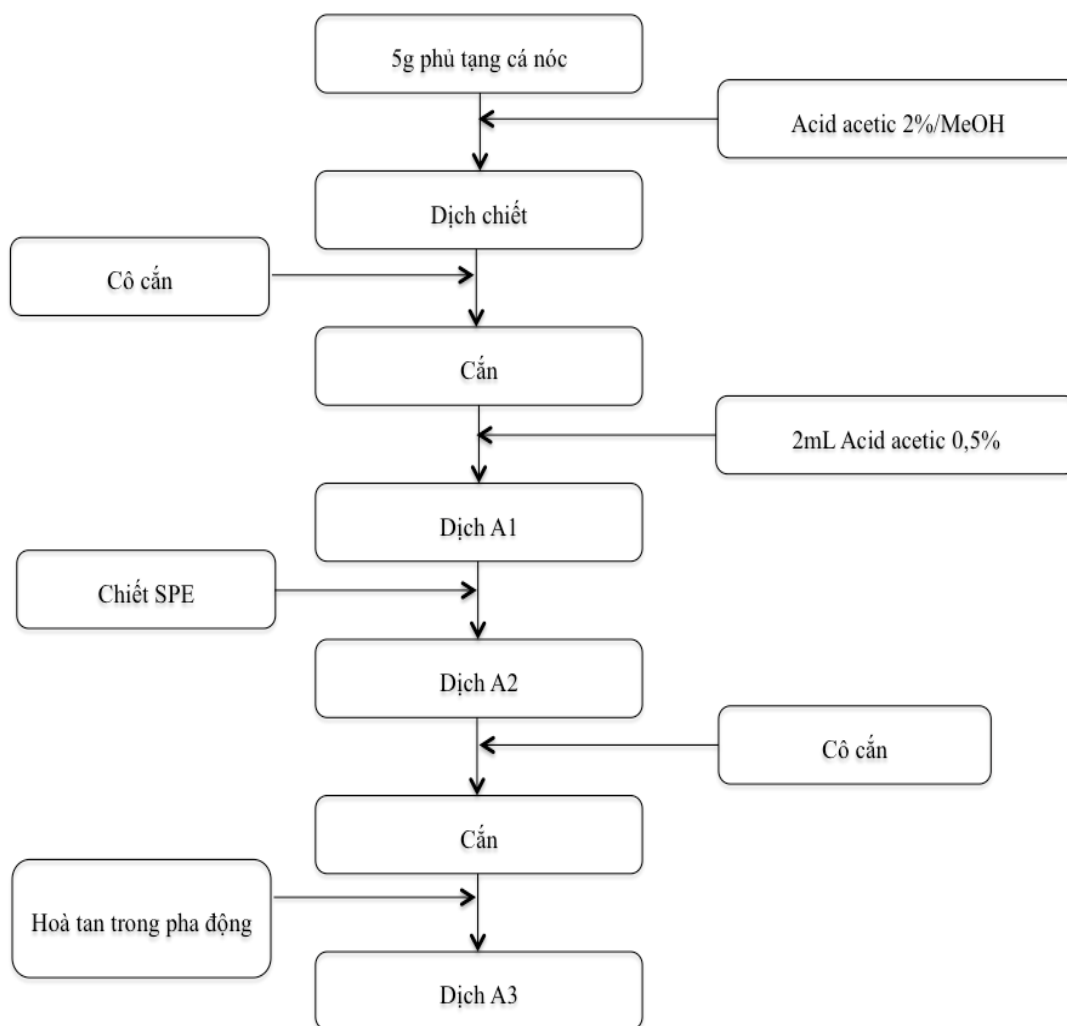 5g phủ tạng cá nóc
Acid acetic 2%/MeOH
Dịch chiết
Cô cắn
Cắn
2mL Acid acetic 0,5%
Dịch A1
Chiết SPE
Dịch A2
Cô cắn
Cắn
Hoà tan trong pha động
Dịch A3